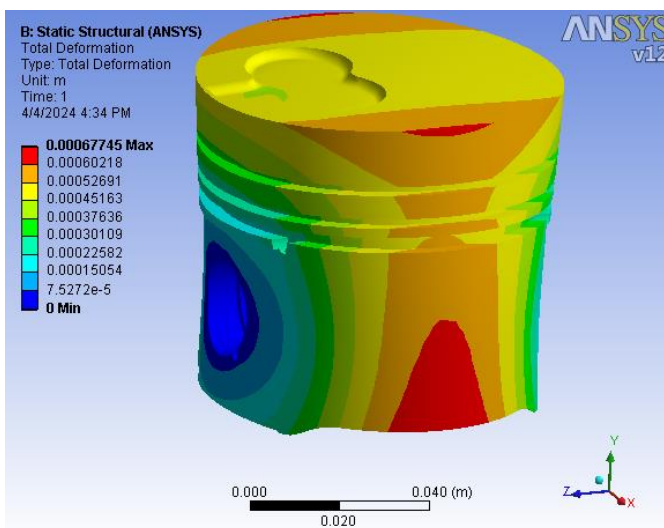 B: Static Structural (ANSYS)
Total Deformation
Type: Total Deformation
Unit: m
Time: 1
4/4/2024 4:34 PM
0.00067745 Max
0.00060218
0.00052691
0.00045163
0.00037636
0.00030109
0.00022582
0.00015054
7.5272e-5
0 Min
ANSYS
v12
0.000
0.040 (m)
0.020
Y
Z
X